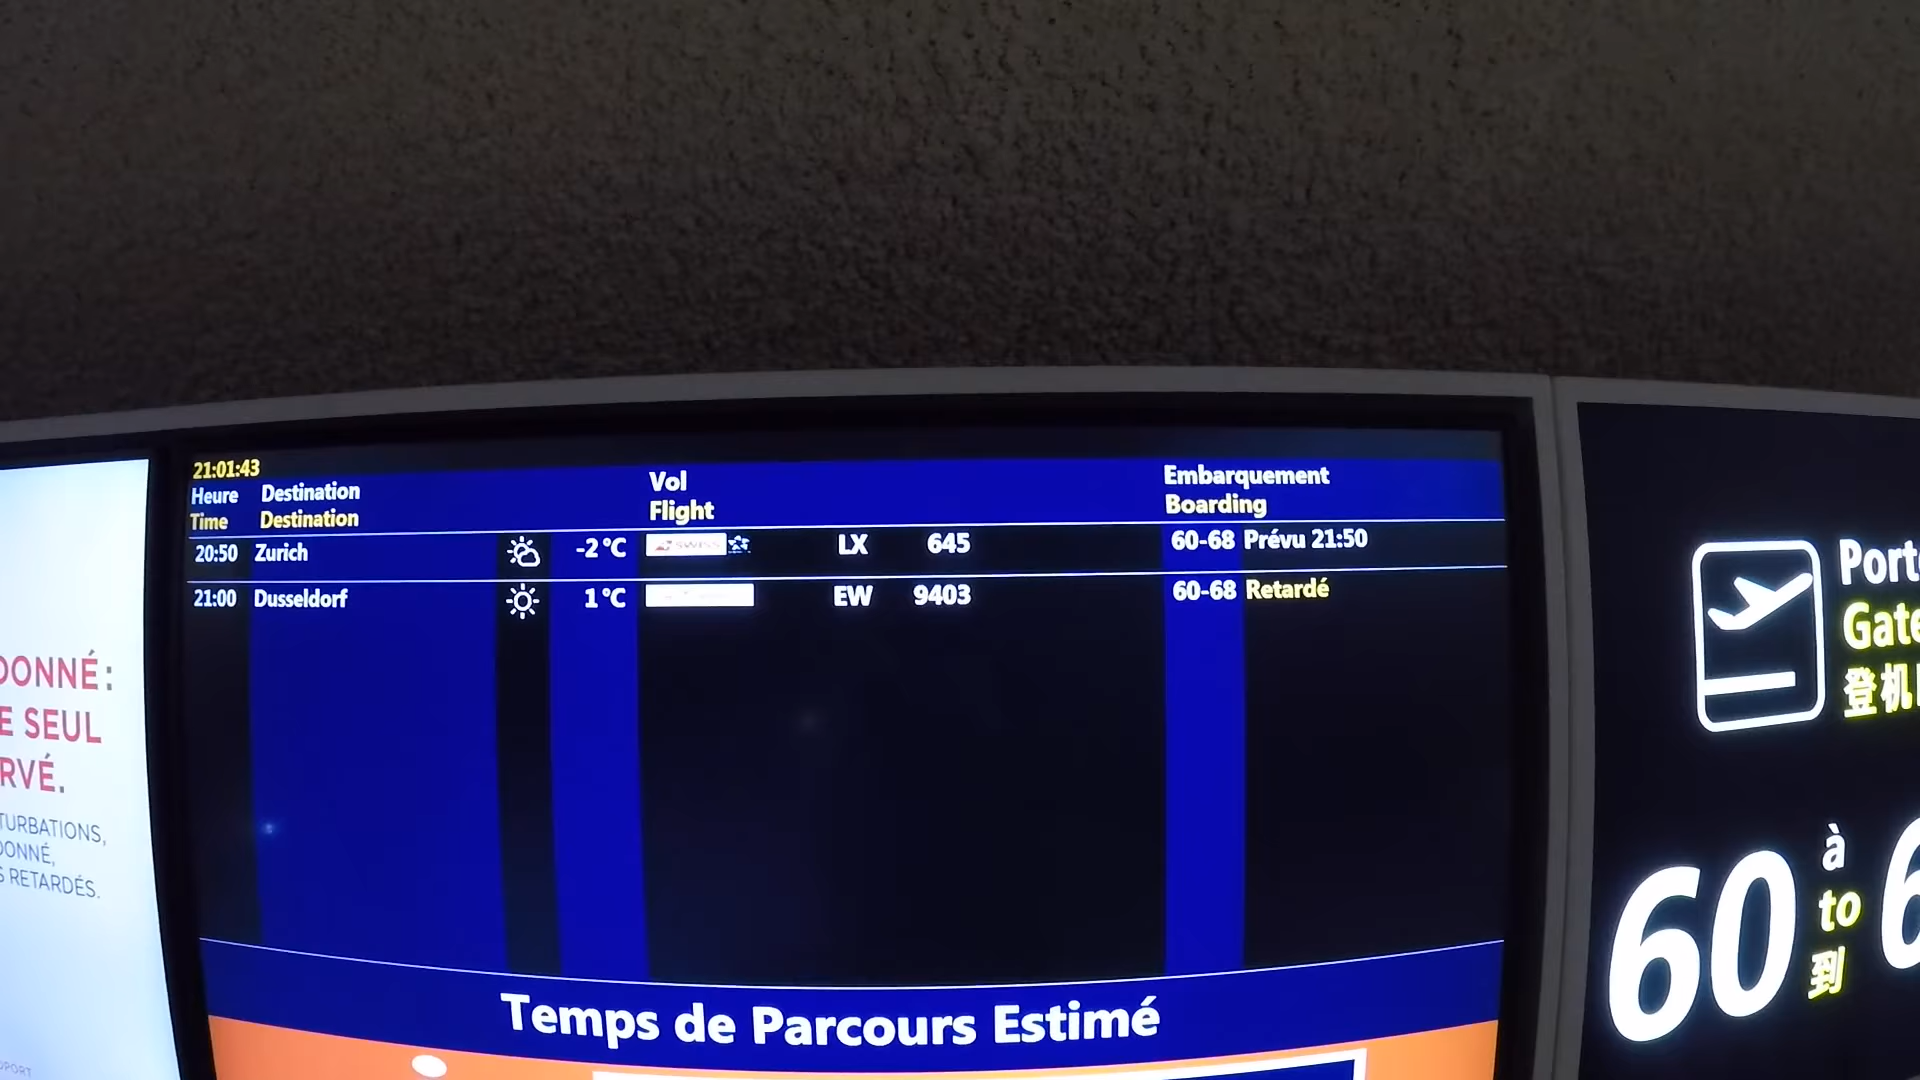 21:01:43
Heure Destination Vol Embarquement
Time Destination Flight Boarding
20:50 Zurich -2°C SWISS LX 645 60-68 Prévu 21:50
21:00 Dusseldorf 1°C EW 9403 60-68 Retardé
Temps de Parcours Estimé
DONNÉ :
E SEUL
RVÉ.
TURBATIONS,
DONNÉ,
S RETARDÉS.
Port
Gate
登机
60 à
to
到